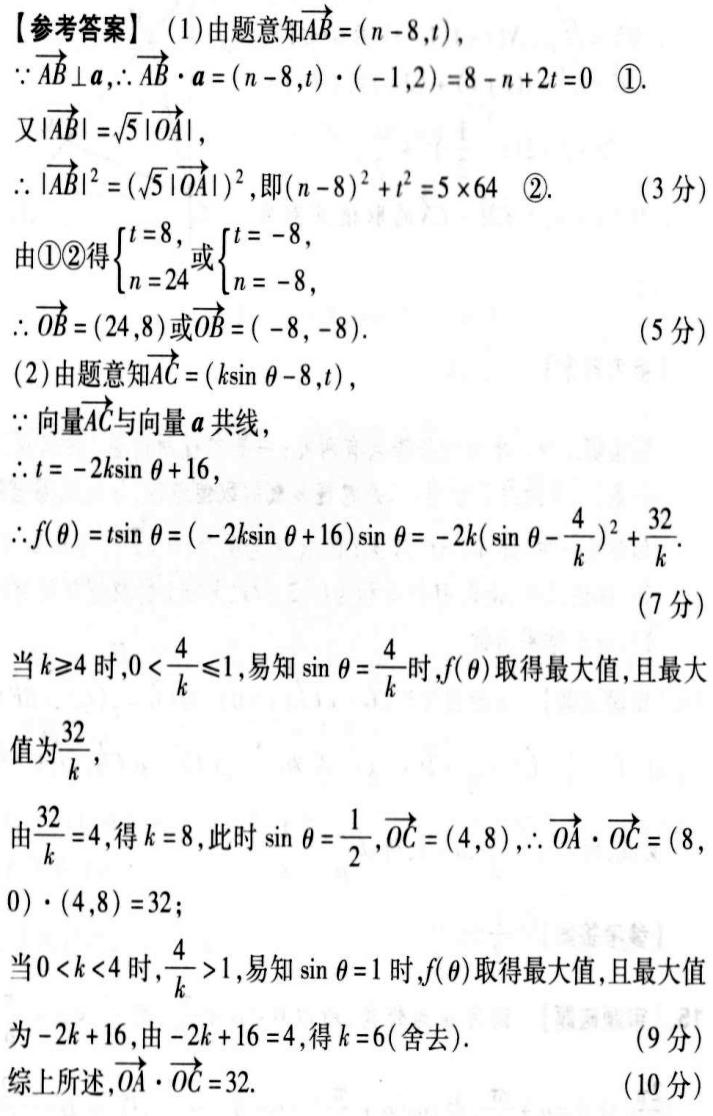 【参考答案】 (1)由题意知$\overrightarrow{AB}=(n-8,t)$,
∵$\overrightarrow{AB}\perp \boldsymbol{a}$,∴$\overrightarrow{AB}\cdot\boldsymbol{a}=(n-8,t)\cdot(-1,2)=8-n+2t=0$ ①.
又$|\overrightarrow{AB}|=\sqrt{5}|\overrightarrow{OA}|$,
∴$|\overrightarrow{AB}|^2=(\sqrt{5}|\overrightarrow{OA}|)^2$,即$(n-8)^2+t^2=5\times64$ ②. (3分)
由①②得$\begin{cases}t=8,\\n=24\end{cases}$或$\begin{cases}t=-8,\\n=-8,\end{cases}$
∴$\overrightarrow{OB}=(24,8)$或$\overrightarrow{OB}=(-8,-8)$. (5分)
(2)由题意知$\overrightarrow{AC}=(k\sin\theta-8,t)$,
∵向量$\overrightarrow{AC}$与向量$\boldsymbol{a}$共线,
∴$t=-2k\sin\theta+16$,
∴$f(\theta)=t\sin\theta=(-2k\sin\theta+16)\sin\theta=-2k(\sin\theta-\frac{4}{k})^2+\frac{32}{k}$.
(7分)
当$k\geqslant4$时,$0<\frac{4}{k}\leqslant1$,易知$\sin\theta=\frac{4}{k}$时,$f(\theta)$取得最大值,且最大
值为$\frac{32}{k}$,
由$\frac{32}{k}=4$,得$k=8$,此时$\sin\theta=\frac{1}{2}$,$\overrightarrow{OC}=(4,8)$,∴$\overrightarrow{OA}\cdot\overrightarrow{OC}=(8,$
$0)\cdot(4,8)=32$;
当$0<k<4$时,$\frac{4}{k}>1$,易知$\sin\theta=1$时,$f(\theta)$取得最大值,且最大值
为$-2k+16$,由$-2k+16=4$,得$k=6$(舍去). (9分)
综上所述,$\overrightarrow{OA}\cdot\overrightarrow{OC}=32$. (10分)